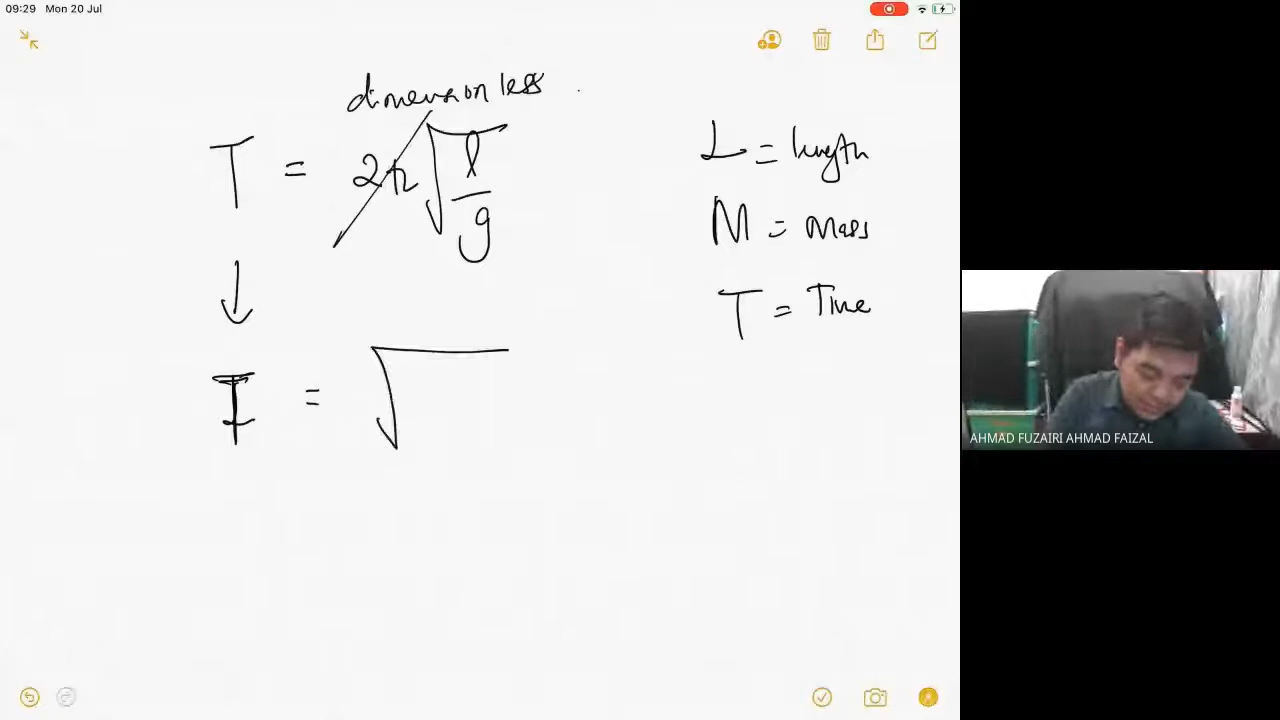 09:29 Mon 20 Jul
dimensionless
T = 2π √(l/g)
L = length
M = Mass
T = Time
T = √
AHMAD FUZAIRI AHMAD FAIZAL